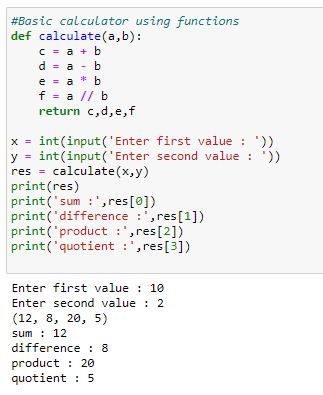 #Basic calculator using functions
def calculate(a,b):
    c = a + b
    d = a - b
    e = a * b
    f = a // b
    return c,d,e,f

x = int(input('Enter first value : '))
y = int(input('Enter second value : '))
res = calculate(x,y)
print(res)
print('sum :',res[0])
print('difference :',res[1])
print('product :',res[2])
print('quotient :',res[3])

Enter first value : 10
Enter second value : 2
(12, 8, 20, 5)
sum : 12
difference : 8
product : 20
quotient : 5